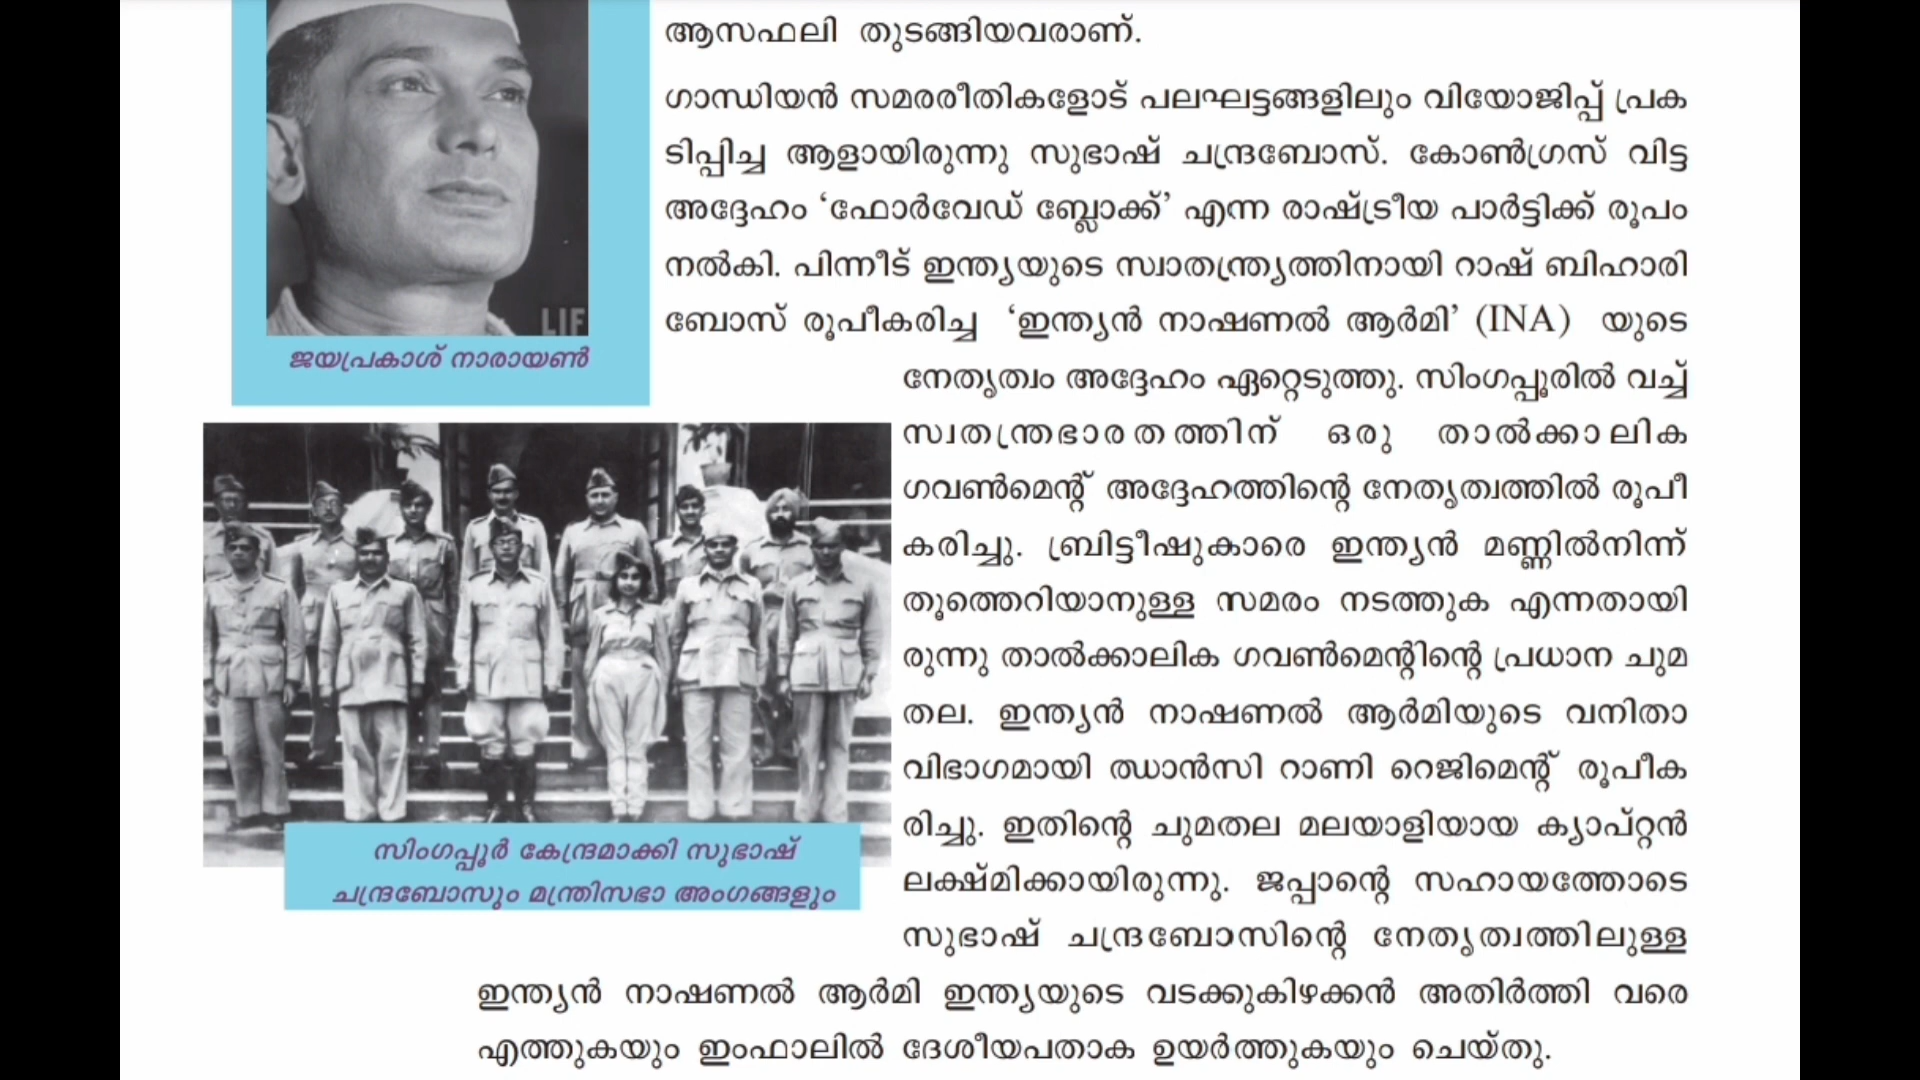 ആസഫലി തുടങ്ങിയവരാണ്.
ഗാന്ധിയൻ സമരരീതികളോട് പലഘട്ടങ്ങളിലും വിയോജിപ്പ് പ്രക
ടിപ്പിച്ച ആളായിരുന്നു സുഭാഷ് ചന്ദ്രബോസ്. കോൺഗ്രസ് വിട്ട
അദ്ദേഹം ‘ഫോർവേഡ് ബ്ലോക്ക്’ എന്ന രാഷ്ട്രീയ പാർട്ടിക്ക് രൂപം
നൽകി. പിന്നീട് ഇന്ത്യയുടെ സ്വാതന്ത്ര്യത്തിനായി റാഷ് ബിഹാരി
ബോസ് രൂപീകരിച്ച ‘ഇന്ത്യൻ നാഷണൽ ആർമി’ (INA) യുടെ
നേതൃത്വം അദ്ദേഹം ഏറ്റെടുത്തു. സിംഗപ്പൂരിൽ വച്ച്
സ്വതന്ത്രഭാരതത്തിന് ഒരു താൽക്കാലിക
ഗവൺമെന്റ് അദ്ദേഹത്തിന്റെ നേതൃത്വത്തിൽ രൂപീ
കരിച്ചു. ബ്രിട്ടീഷുകാരെ ഇന്ത്യൻ മണ്ണിൽനിന്ന്
തൂത്തെറിയാനുള്ള സമരം നടത്തുക എന്നതായി
രുന്നു താൽക്കാലിക ഗവൺമെന്റിന്റെ പ്രധാന ചുമ
തല. ഇന്ത്യൻ നാഷണൽ ആർമിയുടെ വനിതാ
വിഭാഗമായി ഝാൻസി റാണി റെജിമെന്റ് രൂപീക
രിച്ചു. ഇതിന്റെ ചുമതല മലയാളിയായ ക്യാപ്റ്റൻ
ലക്ഷ്മിക്കായിരുന്നു. ജപ്പാന്റെ സഹായത്തോടെ
സുഭാഷ് ചന്ദ്രബോസിന്റെ നേതൃത്വത്തിലുള്ള
ഇന്ത്യൻ നാഷണൽ ആർമി ഇന്ത്യയുടെ വടക്കുകിഴക്കൻ അതിർത്തി വരെ
എത്തുകയും ഇംഫാലിൽ ദേശീയപതാക ഉയർത്തുകയും ചെയ്തു.
LIF
ജയപ്രകാശ് നാരായൺ
സിംഗപ്പൂർ കേന്ദ്രമാക്കി സുഭാഷ്
ചന്ദ്രബോസും മന്ത്രിസഭാ അംഗങ്ങളും